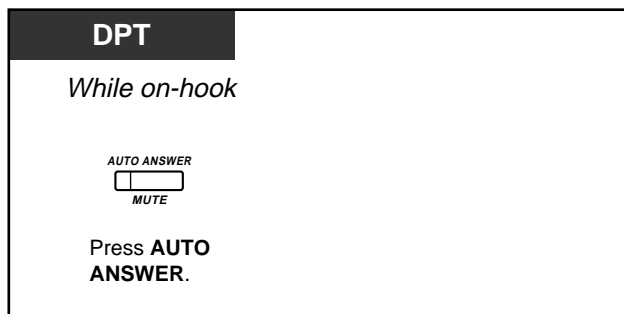 DPT
While on-hook
AUTO ANSWER
MUTE
Press AUTO
ANSWER.